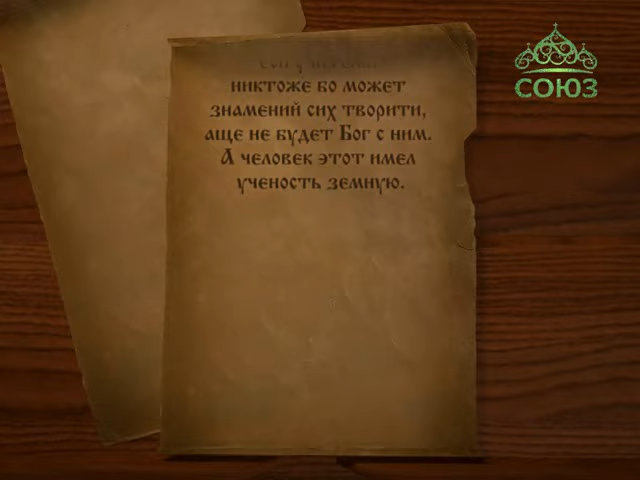 никтоже бо может
знамений сих творити,
аще не будет Бог с ним.
А человек этот имел
ученость земную.
СОЮЗ